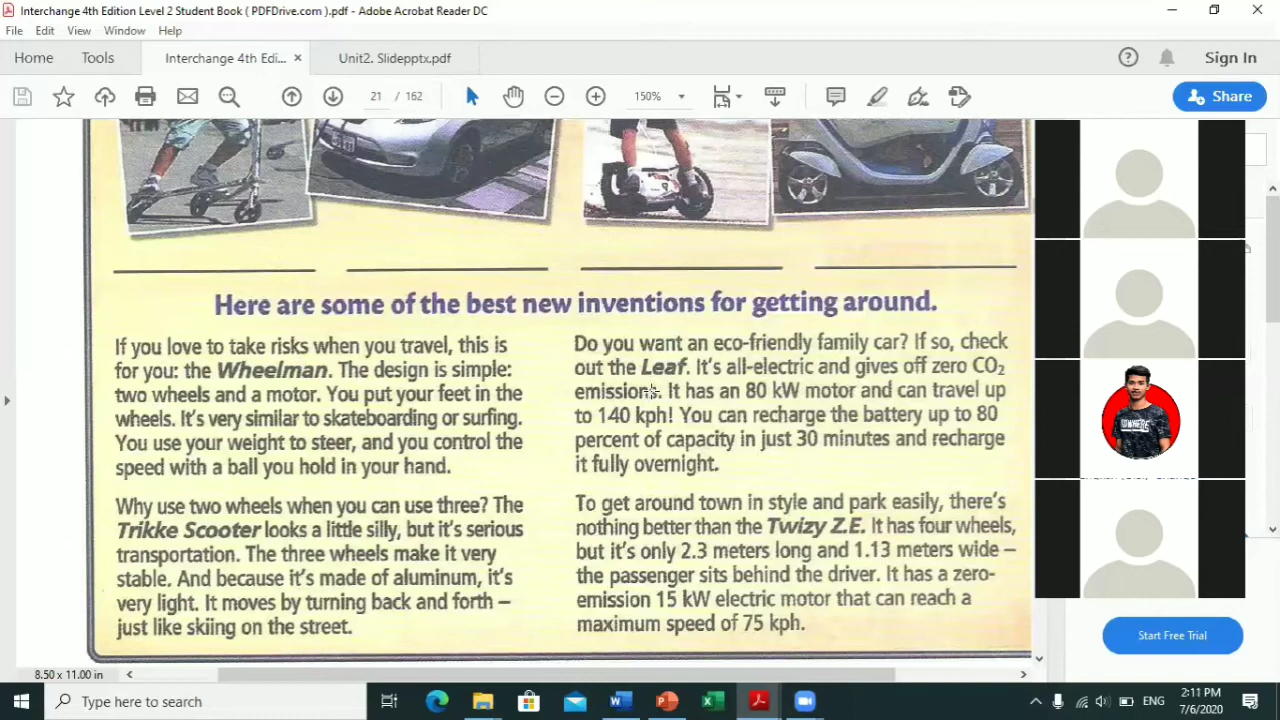 Interchange 4th Edition Level 2 Student Book ( PDFDrive.com ).pdf - Adobe Acrobat Reader DC
File Edit View Window Help
Home Tools Interchange 4th Edi... × Unit2. Slidepptx.pdf Sign In
21 / 162 150% Share
Here are some of the best new inventions for getting around.
If you love to take risks when you travel, this is
for you: the Wheelman. The design is simple:
two wheels and a motor. You put your feet in the
wheels. It's very similar to skateboarding or surfing.
You use your weight to steer, and you control the
speed with a ball you hold in your hand.
Why use two wheels when you can use three? The
Trikke Scooter looks a little silly, but it's serious
transportation. The three wheels make it very
stable. And because it's made of aluminum, it's
very light. It moves by turning back and forth –
just like skiing on the street.
Do you want an eco-friendly family car? If so, check
out the Leaf. It's all-electric and gives off zero CO₂
emissions. It has an 80 kW motor and can travel up
to 140 kph! You can recharge the battery up to 80
percent of capacity in just 30 minutes and recharge
it fully overnight.
To get around town in style and park easily, there's
nothing better than the Twizy Z.E. It has four wheels,
but it's only 2.3 meters long and 1.13 meters wide –
the passenger sits behind the driver. It has a zero-
emission 15 kW electric motor that can reach a
maximum speed of 75 kph.
Start Free Trial
8.50 x 11.00 in
Type here to search
ENG
2:11 PM
7/6/2020